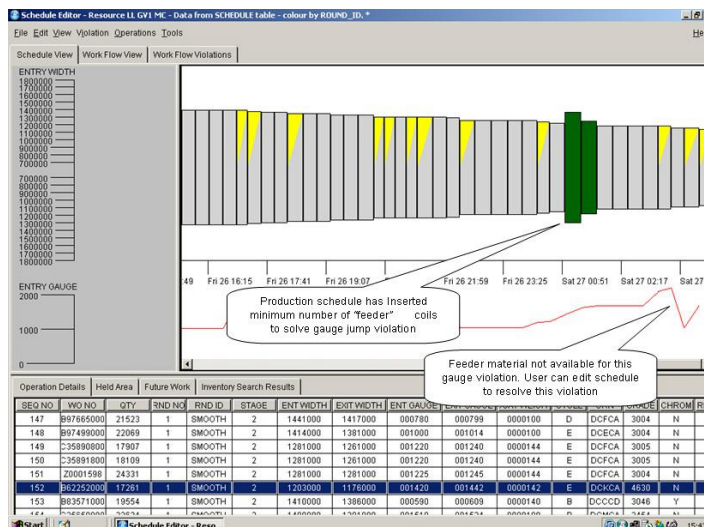 Schedule Editor - Resource LL GV1 MC - Data from SCHEDULE table - colour by ROUND_ID. *
File Edit View Violation Operations Tools
Schedule View Work Flow View Work Flow Violations
ENTRY WIDTH
1800000
1700000
1600000
1500000
1400000
1300000
1200000
1100000
1000000
900000
800000
700000
700000
800000
900000
1000000
1100000
1200000
1300000
1400000
1500000
1600000
1700000
1800000
:49 Fri 26 16:15 Fri 26 17:41 Fri 26 19:07 Fri 26 21:59 Fri 26 23:25 Sat 27 00:51 Sat 27 02:17 Sat 27
ENTRY GAUGE
2000
1000
0
Production schedule has Inserted
minimum number of "feeder" coils
to solve gauge jump violation
Feeder material not available for this
gauge violation. User can edit schedule
to resolve this violation
Operation Details Held Area Future Work Inventory Search Results
SEQ NO WO NO QTY RND NO RND ID STAGE ENT WIDTH EXIT WIDTH ENT GAUGE CHROM
147 B97665000 21523 1 SMOOTH 2 1441000 1417000 000780 000799 0000100 D DCFCA 3004 N
148 B97499000 22069 1 SMOOTH 2 1414000 1381000 001000 001014 0000100 E DCECA 3004 N
149 C35890800 17907 1 SMOOTH 2 1281000 1261000 001220 001240 0000144 E DCFCA 3005 N
150 C35891800 18109 1 SMOOTH 2 1281000 1261000 001220 001240 0000144 E DCFCA 3005 N
151 Z0001598 24331 1 SMOOTH 2 1281000 1281000 001225 001245 0000144 E DCFCA 3004 N
152 B62252000 17261 1 SMOOTH 2 1203000 1176000 001420 001442 0000142 E DCKCA 4630 N
153 B83571000 19554 1 SMOOTH 2 1410000 1386000 000590 000609 0000140 B DCCCD 3046 Y
Start Schedule Editor - Reso...